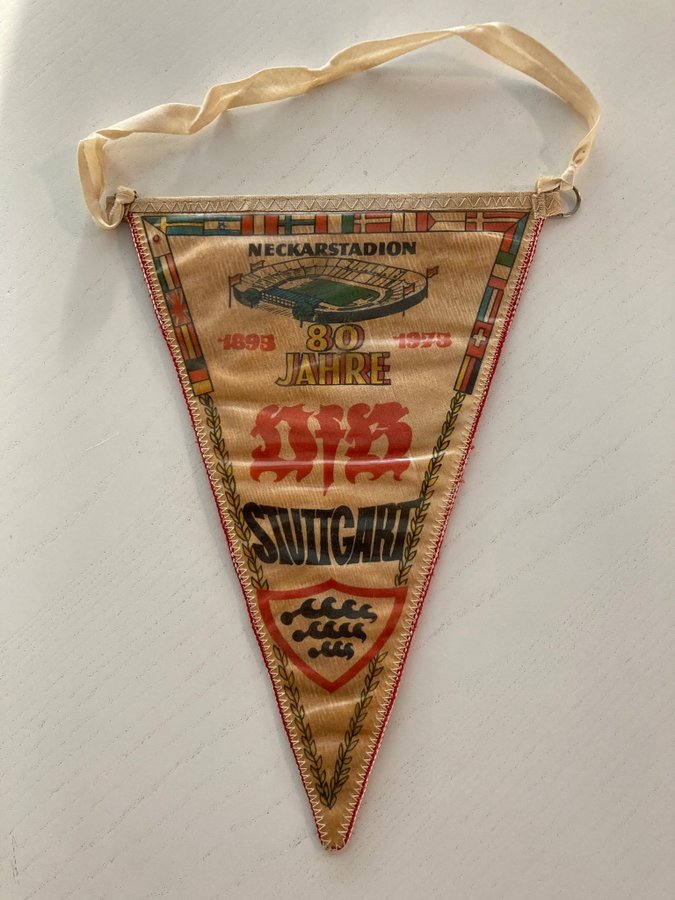 NECKARSTADION
1893 80 1973
JAHRE
VfB
STUTTGART